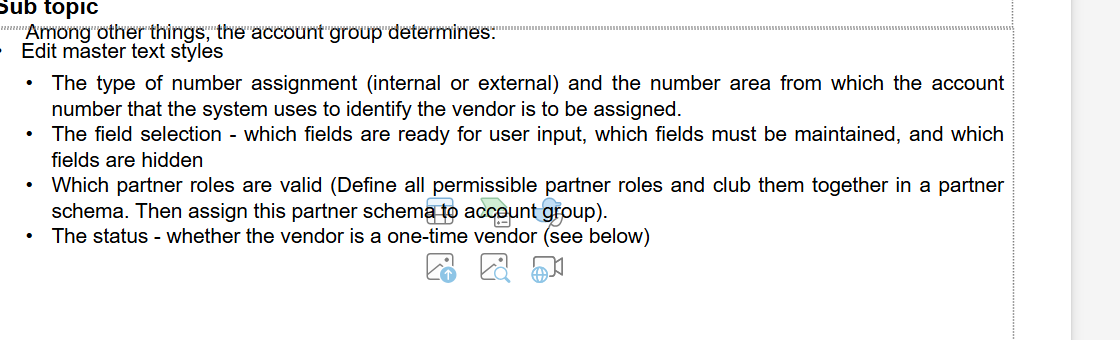 Sub topic
Among other things, the account group determines:
• Edit master text styles
• The type of number assignment (internal or external) and the number area from which the account
number that the system uses to identify the vendor is to be assigned.
• The field selection - which fields are ready for user input, which fields must be maintained, and which
fields are hidden
• Which partner roles are valid (Define all permissible partner roles and club them together in a partner
schema. Then assign this partner schema to account group).
• The status - whether the vendor is a one-time vendor (see below)